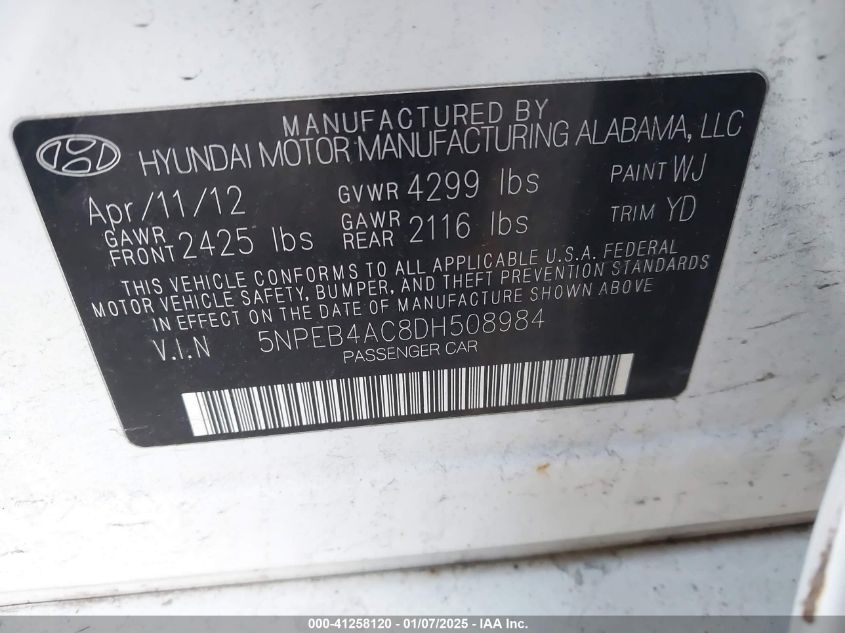 MANUFACTURED BY
HYUNDAI MOTOR MANUFACTURING ALABAMA, LLC
Apr/11/12 GVWR 4299 lbs PAINT WJ
GAWR FRONT 2425 lbs GAWR REAR 2116 lbs TRIM YD
THIS VEHICLE CONFORMS TO ALL APPLICABLE U.S.A. FEDERAL
MOTOR VEHICLE SAFETY, BUMPER, AND THEFT PREVENTION STANDARDS
IN EFFECT ON THE DATE OF MANUFACTURE SHOWN ABOVE
V.I.N 5NPEB4AC8DH508984
PASSENGER CAR
000-41258120 - 01/07/2025 - IAA Inc.